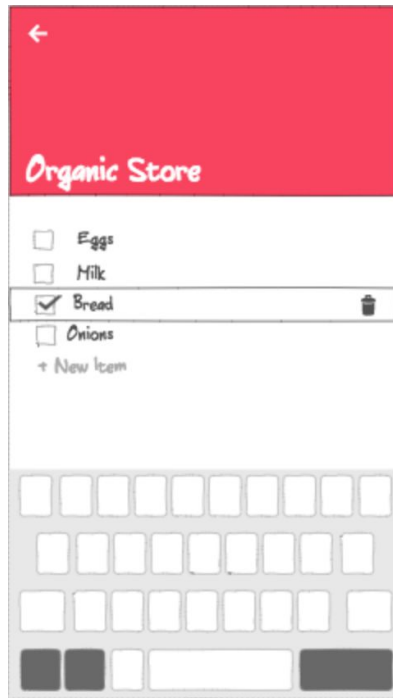 Organic Store
Eggs
Milk
Bread
Onions
+ New Item